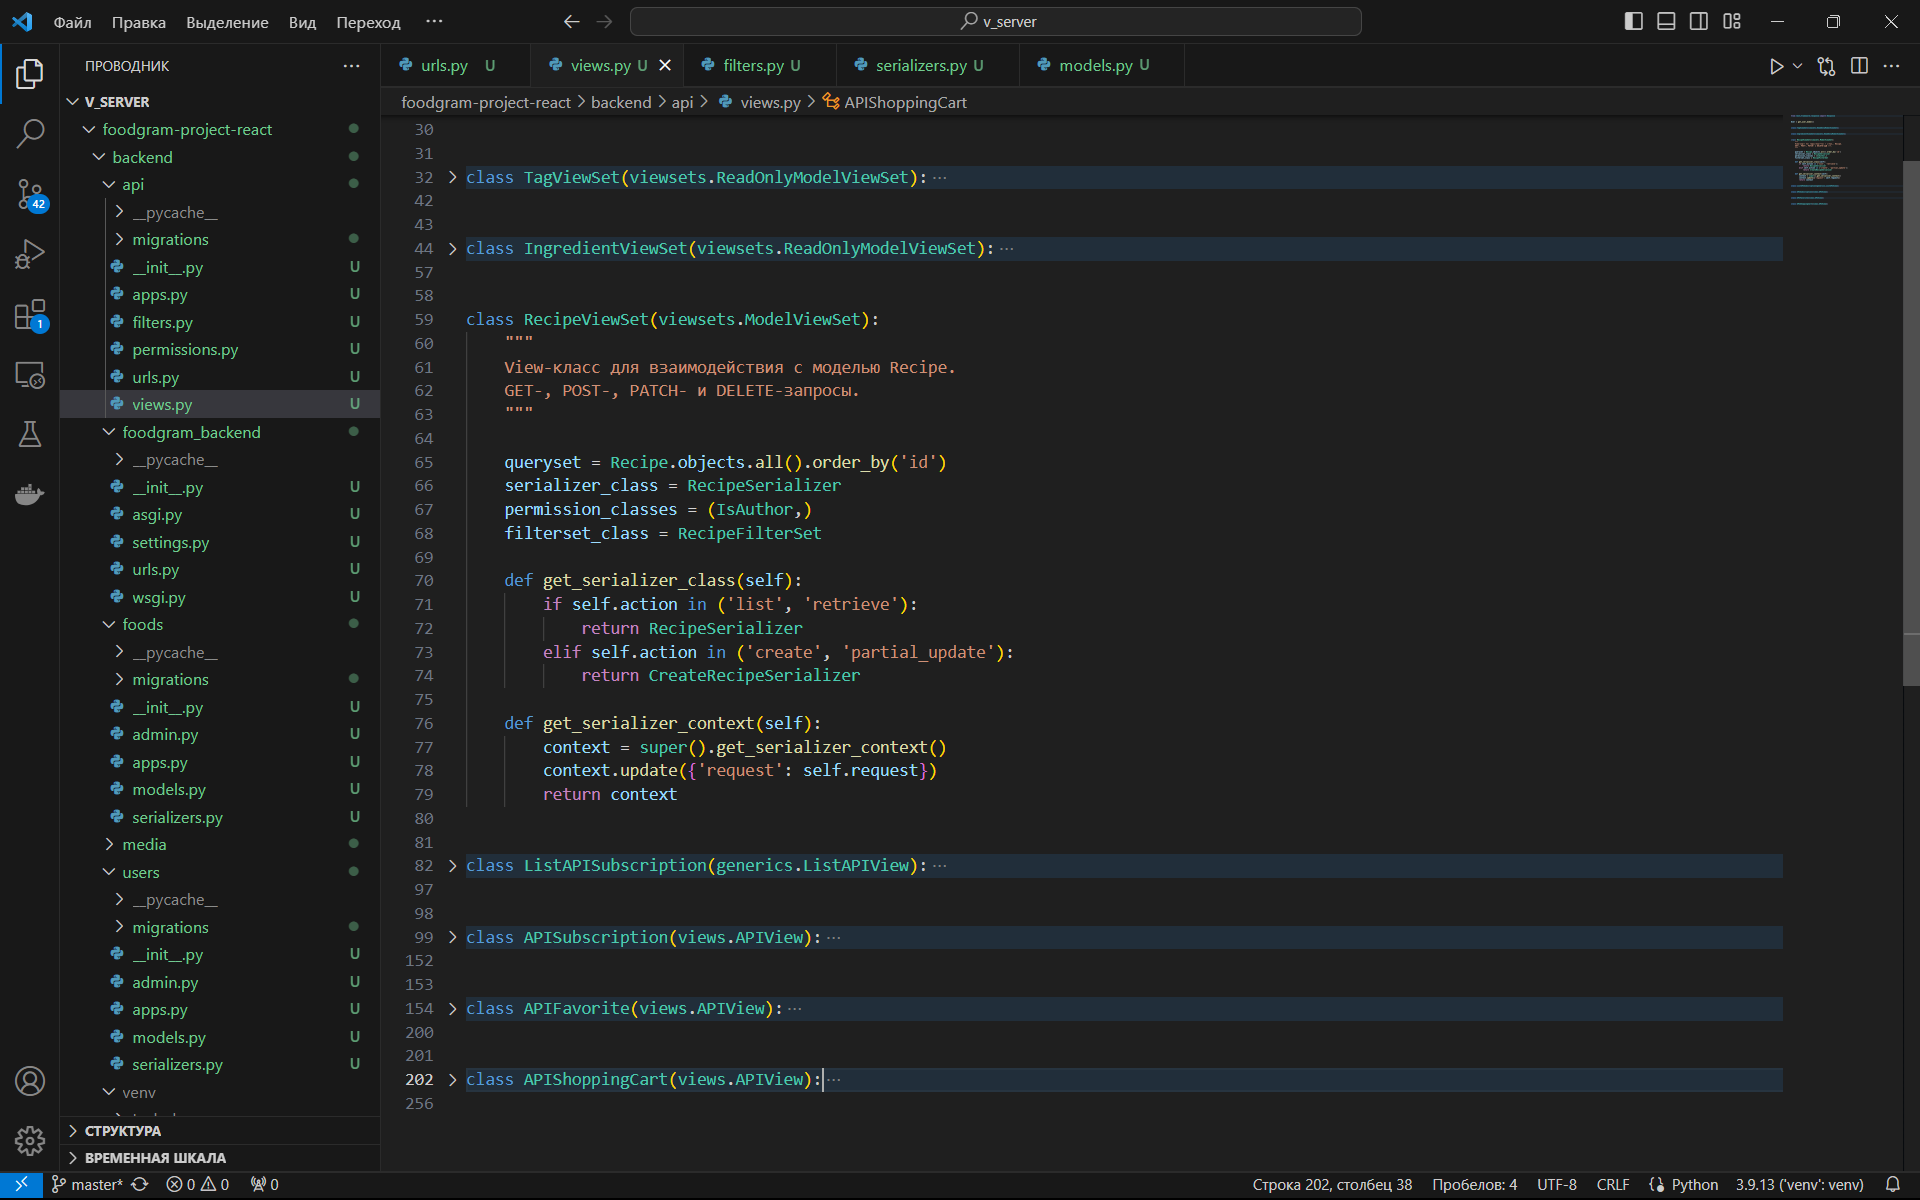 Файл Правка Выделение Вид Переход ···
v_server
ПРОВОДНИК
V_SERVER
foodgram-project-react
backend
api
__pycache__
migrations
__init__.py U
apps.py U
filters.py U
permissions.py U
urls.py U
views.py U
foodgram_backend
__pycache__
__init__.py U
asgi.py U
settings.py U
urls.py U
wsgi.py U
foods
__pycache__
migrations
__init__.py U
admin.py U
apps.py U
models.py U
serializers.py U
media
users
__pycache__
migrations
__init__.py U
admin.py U
apps.py U
models.py U
serializers.py U
venv
СТРУКТУРА
ВРЕМЕННАЯ ШКАЛА
42
1
urls.py U views.py U filters.py U serializers.py U models.py U
foodgram-project-react > backend > api > views.py > APIShoppingCart
30
31
32 class TagViewSet(viewsets.ReadOnlyModelViewSet): ···
42
43
44 class IngredientViewSet(viewsets.ReadOnlyModelViewSet): ···
57
58
59 class RecipeViewSet(viewsets.ModelViewSet):
60 """
61 View-класс для взаимодействия с моделью Recipe.
62 GET-, POST-, PATCH- и DELETE-запросы.
63 """
64
65 queryset = Recipe.objects.all().order_by('id')
66 serializer_class = RecipeSerializer
67 permission_classes = (IsAuthor,)
68 filterset_class = RecipeFilterSet
69
70 def get_serializer_class(self):
71 if self.action in ('list', 'retrieve'):
72 return RecipeSerializer
73 elif self.action in ('create', 'partial_update'):
74 return CreateRecipeSerializer
75
76 def get_serializer_context(self):
77 context = super().get_serializer_context()
78 context.update({'request': self.request})
79 return context
80
81
82 class ListAPISubscription(generics.ListAPIView): ···
97
98
99 class APISubscription(views.APIView): ···
152
153
154 class APIFavorite(views.APIView): ···
200
201
202 class APIShoppingCart(views.APIView): ···
256
master* 0 0 0 Строка 202, столбец 38 Пробелов: 4 UTF-8 CRLF Python 3.9.13 ('venv': venv)